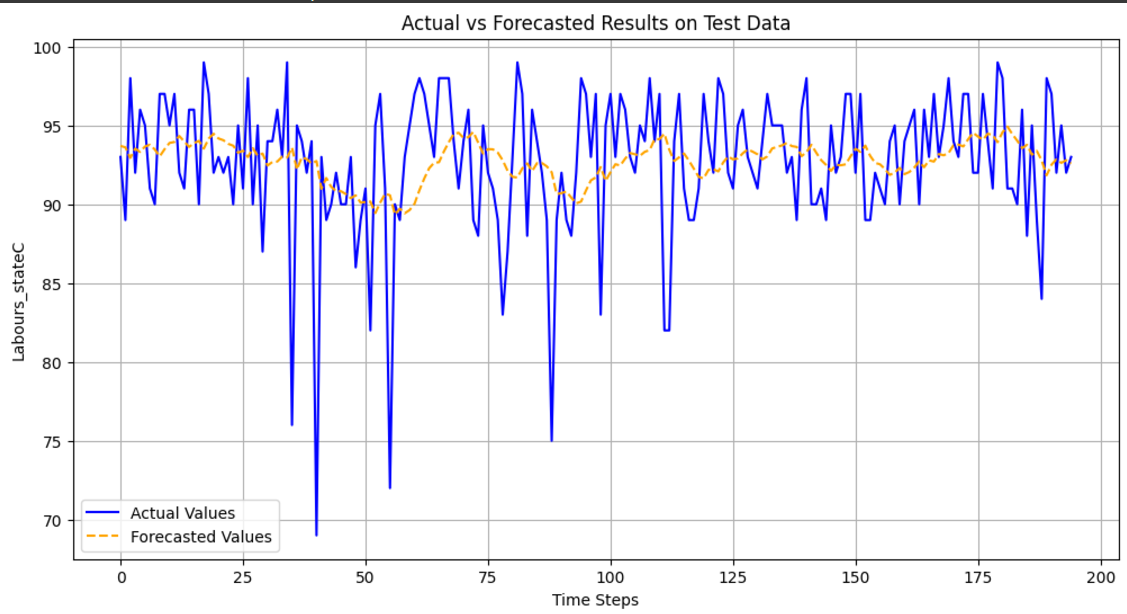 Actual vs Forecasted Results on Test Data
100
95
90
85
80
75
70
Labours_stateC
Actual Values
Forecasted Values
0 25 50 75 100 125 150 175 200
Time Steps